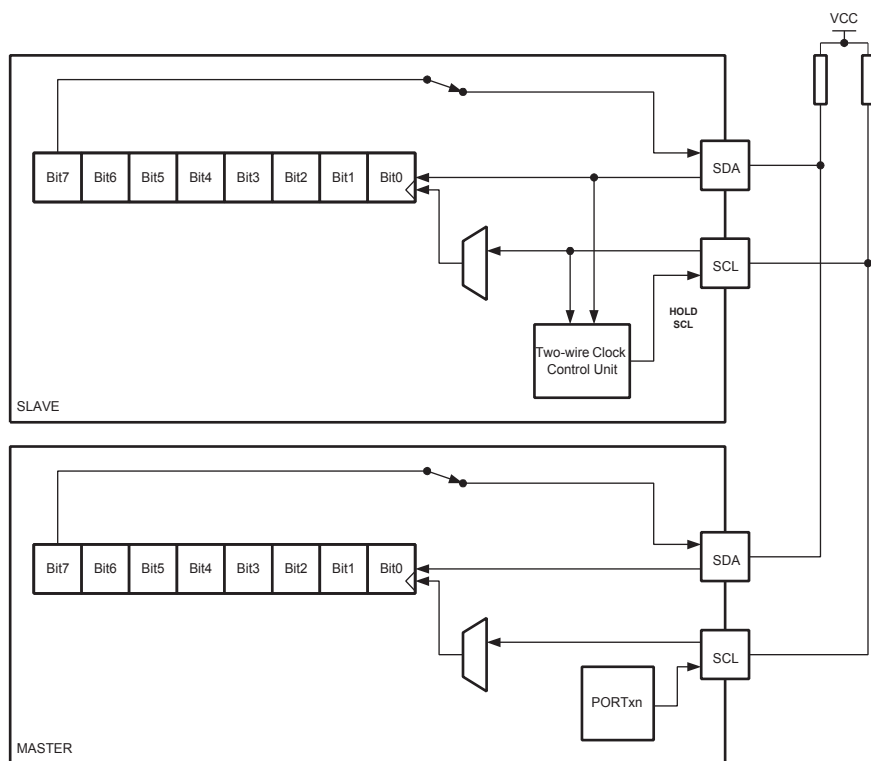 VCC
Bit7 Bit6 Bit5 Bit4 Bit3 Bit2 Bit1 Bit0
SDA
SCL
HOLD
SCL
Two-wire Clock
Control Unit
SLAVE
Bit7 Bit6 Bit5 Bit4 Bit3 Bit2 Bit1 Bit0
SDA
SCL
PORTxn
MASTER